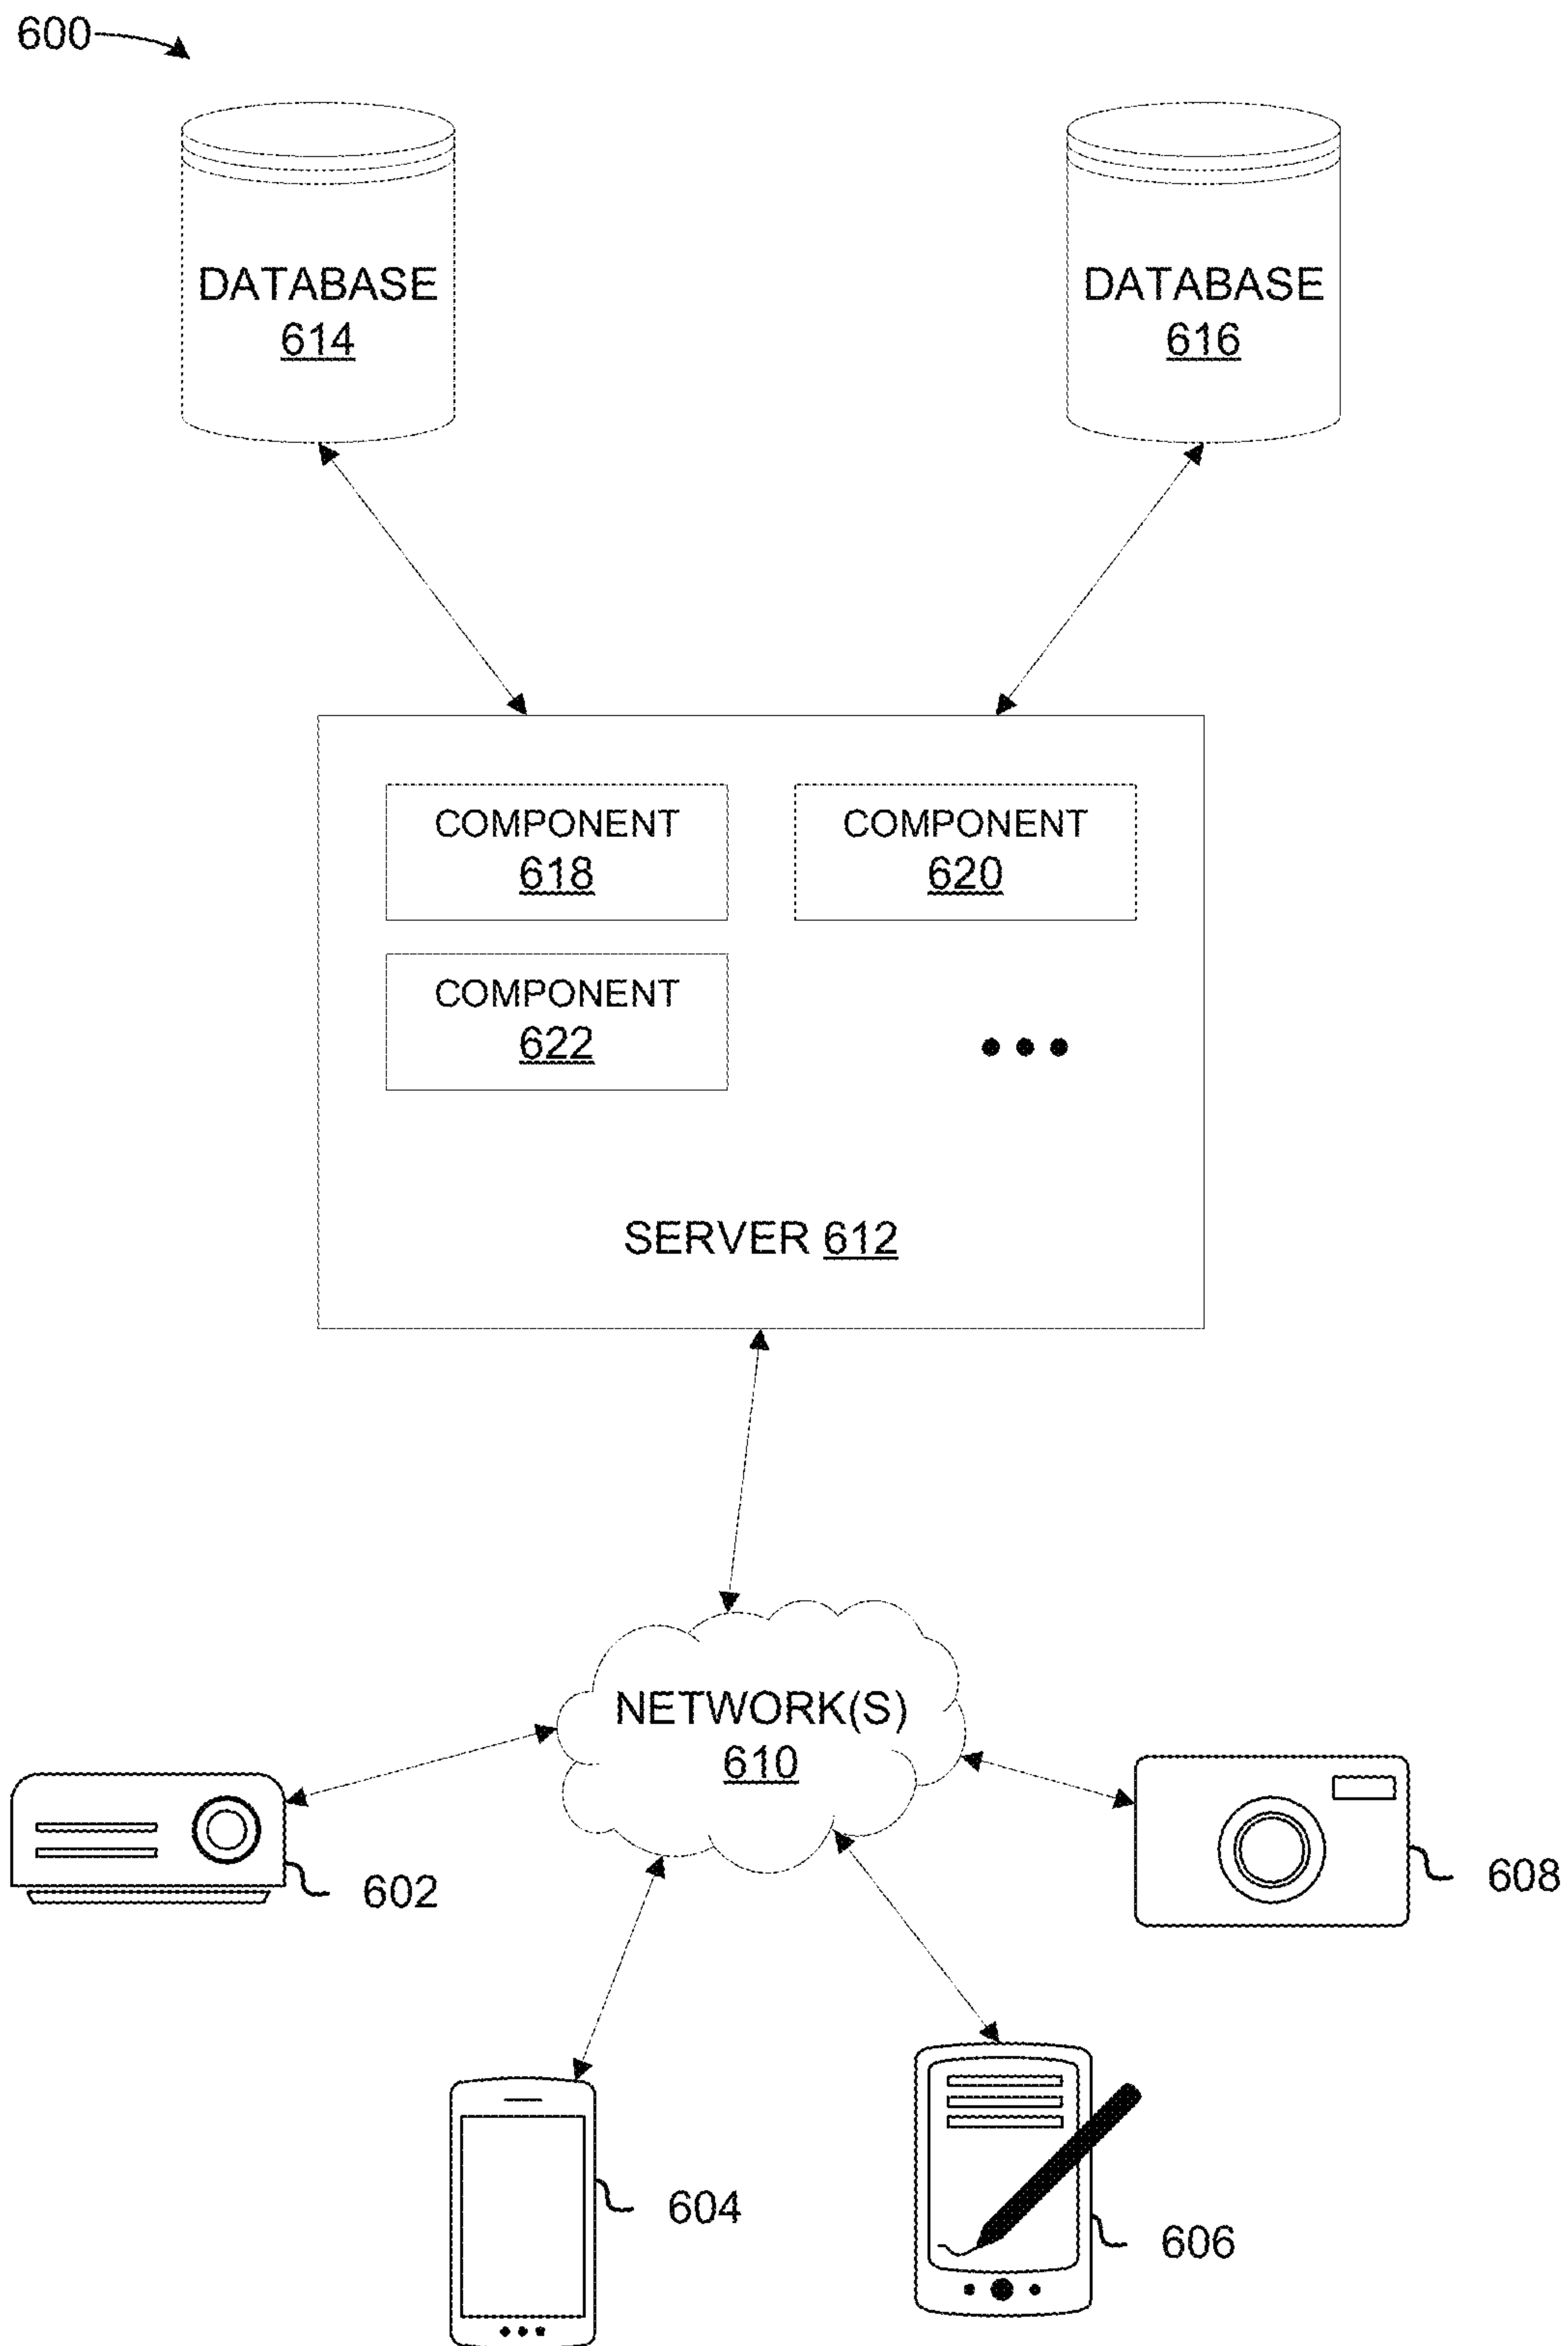 600
DATABASE
614
DATABASE
616
COMPONENT
618
COMPONENT
620
COMPONENT
622
SERVER 612
NETWORK(S)
610
602
608
604
606